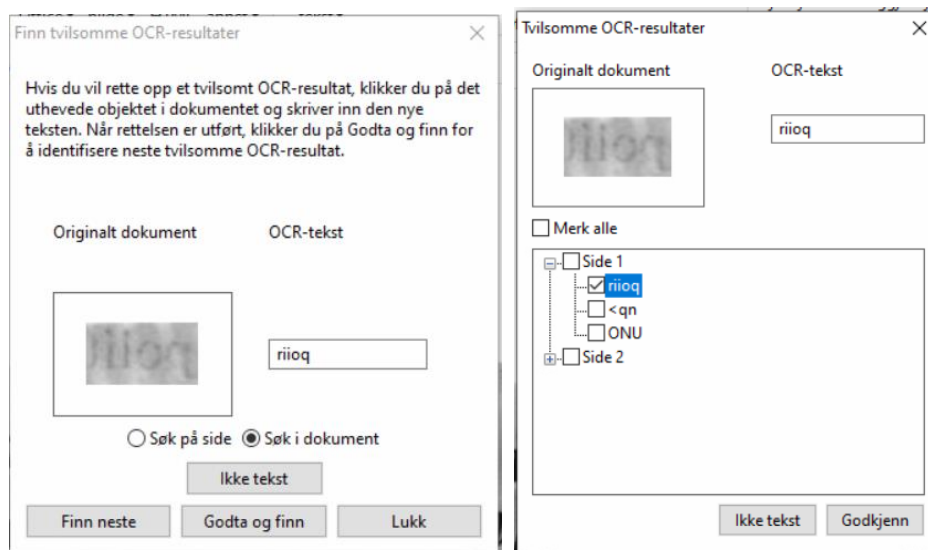 Finn tvilsomme OCR-resultater
Hvis du vil rette opp et tvilsomt OCR-resultat, klikker du på det
uthevede objektet i dokumentet og skriver inn den nye
teksten. Når rettelsen er utført, klikker du på Godta og finn for
å identifisere neste tvilsomme OCR-resultat.
Originalt dokument
OCR-tekst
riioq
Søk på side
Søk i dokument
Ikke tekst
Finn neste
Godta og finn
Lukk
Tvilsomme OCR-resultater
Originalt dokument
OCR-tekst
riioq
Merk alle
Side 1
riioq
<qn
ONU
Side 2
Ikke tekst
Godkjenn